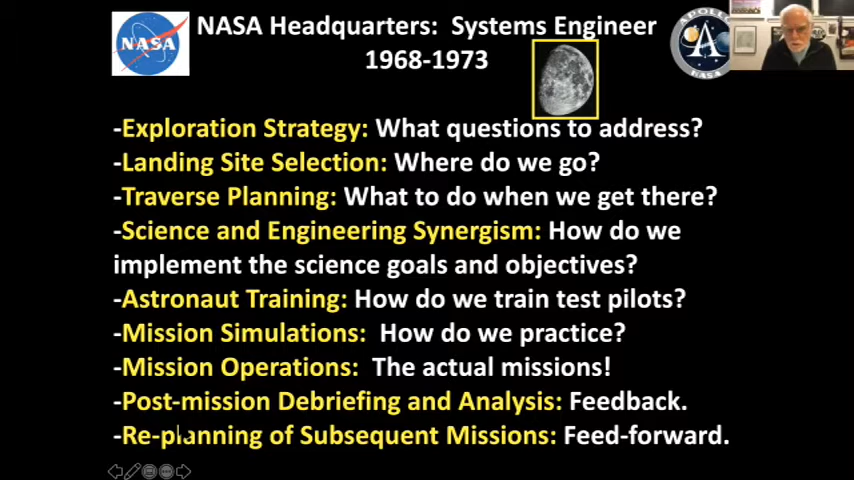 NASA Headquarters: Systems Engineer
1968-1973
NASA
APOLLO
NASA
-Exploration Strategy: What questions to address?
-Landing Site Selection: Where do we go?
-Traverse Planning: What to do when we get there?
-Science and Engineering Synergism: How do we
implement the science goals and objectives?
-Astronaut Training: How do we train test pilots?
-Mission Simulations: How do we practice?
-Mission Operations: The actual missions!
-Post-mission Debriefing and Analysis: Feedback.
-Re-planning of Subsequent Missions: Feed-forward.